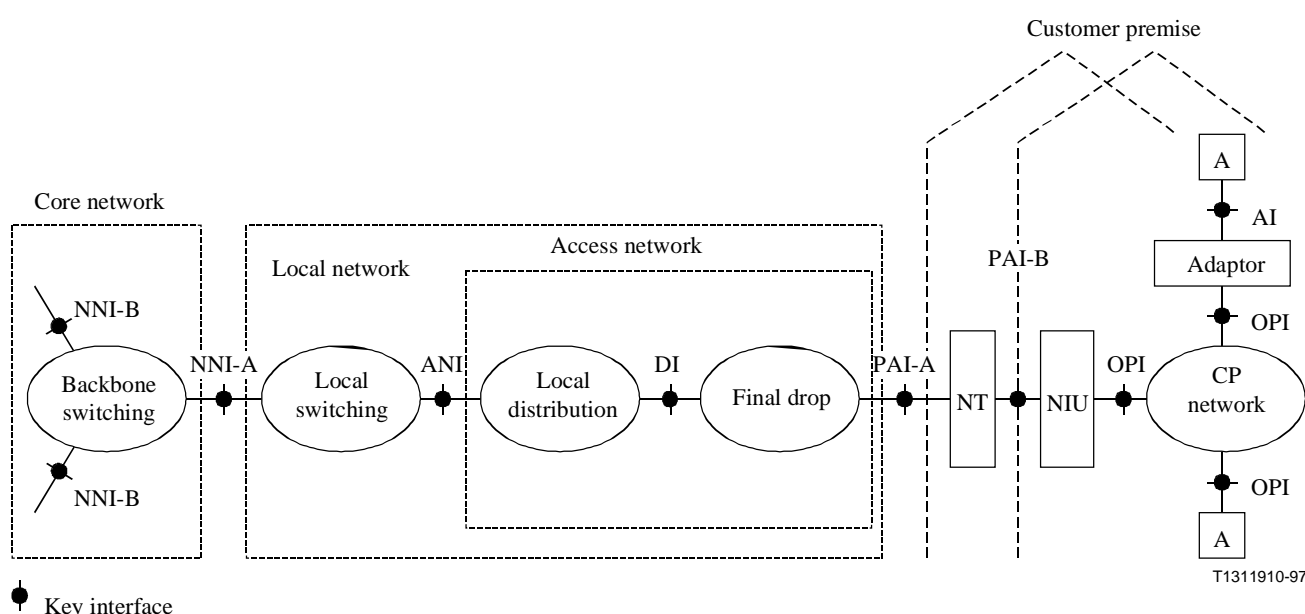 Customer premise
A
Core network
AI
Access network
Local network
PAI-B
Adaptor
NNI-B
OPI
NNI-A
ANI
DI
PAI-A
OPI
Backbone
switching
Local
switching
Local
distribution
Final drop
NT
NIU
CP
network
NNI-B
OPI
A
T1311910-97
Key interface